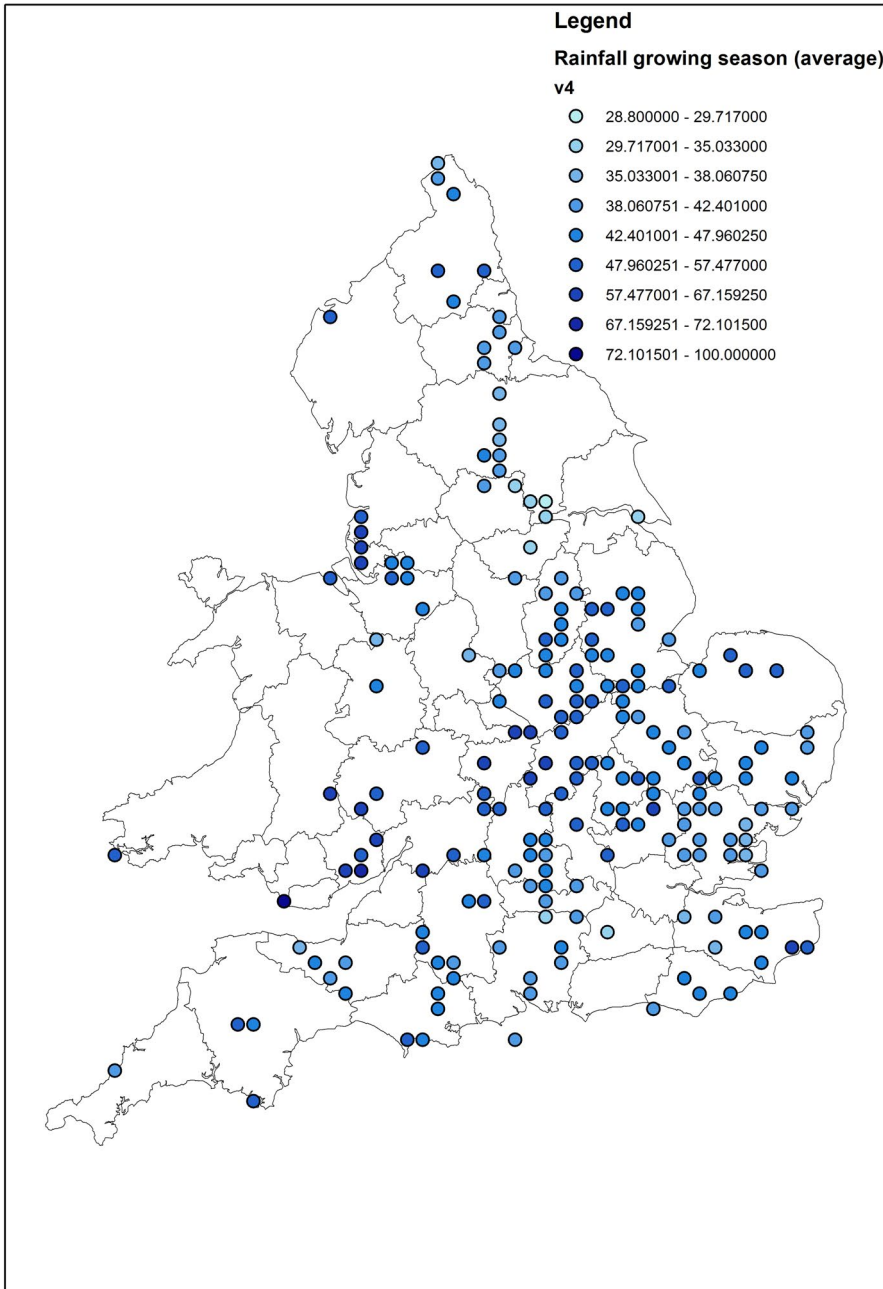 Legend
Rainfall growing season (average)
v4
28.800000 - 29.717000
29.717001 - 35.033000
35.033001 - 38.060750
38.060751 - 42.401000
42.401001 - 47.960250
47.960251 - 57.477000
57.477001 - 67.159250
67.159251 - 72.101500
72.101501 - 100.000000